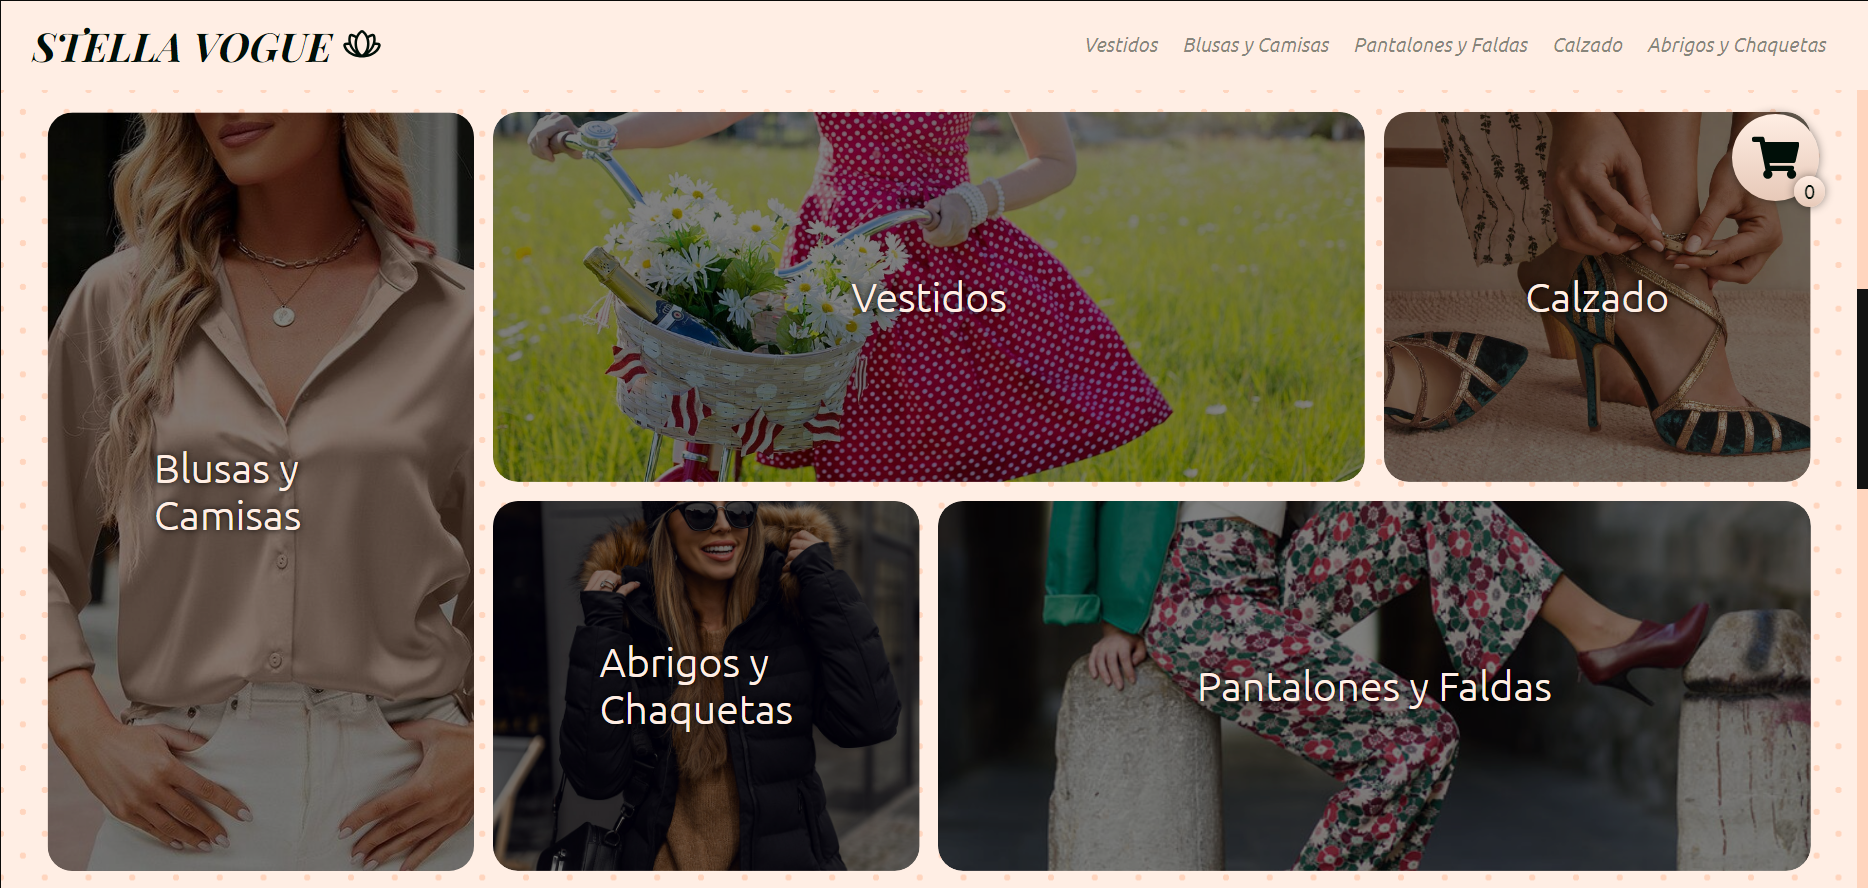 STELLA VOGUE
Vestidos
Blusas y Camisas
Pantalones y Faldas
Calzado
Abrigos y Chaquetas
0
Blusas y
Camisas
Vestidos
Calzado
Abrigos y
Chaquetas
Pantalones y Faldas